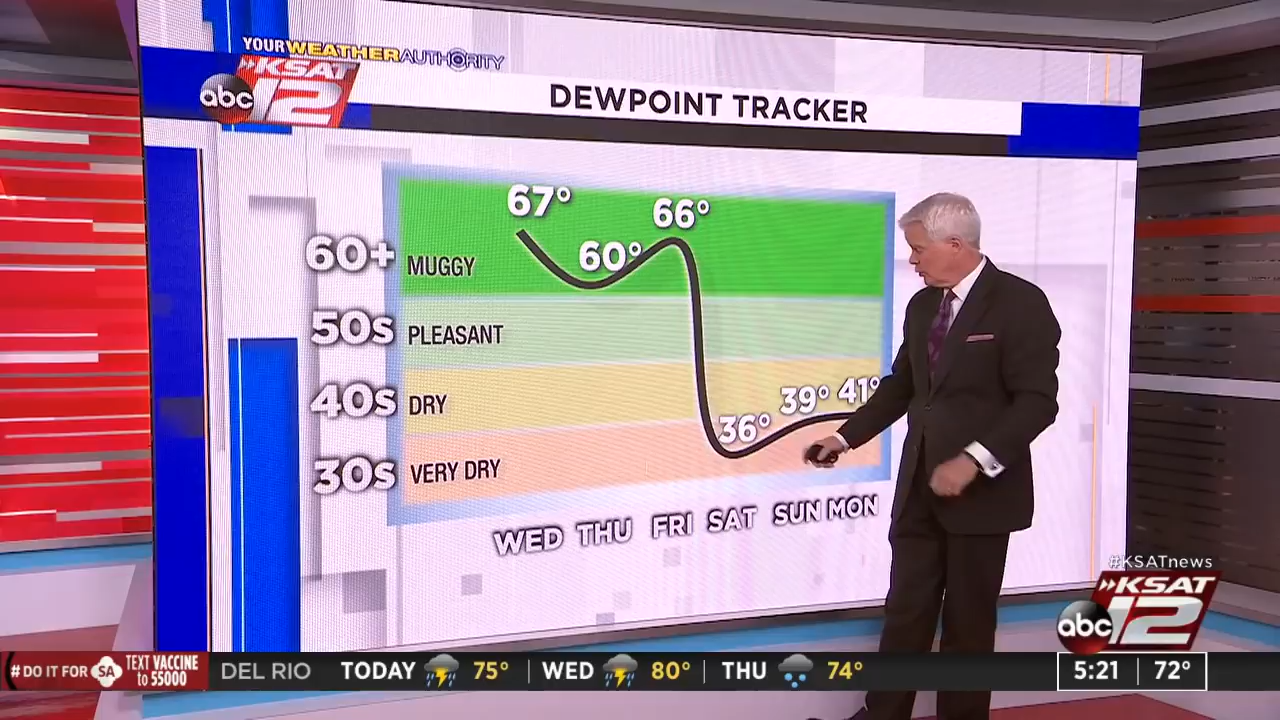 YOUR WEATHER AUTHORITY
»KSAT
abc 12
DEWPOINT TRACKER
67° 60° 66° 36° 39° 41°
60+ MUGGY
50s PLEASANT
40s DRY
30s VERY DRY
WED THU FRI SAT SUN MON
#KSATnews
»KSAT
abc 12
# DO IT FOR SA TEXT VACCINE to 55000
DEL RIO TODAY 75° WED 80° THU 74°
5:21 72°